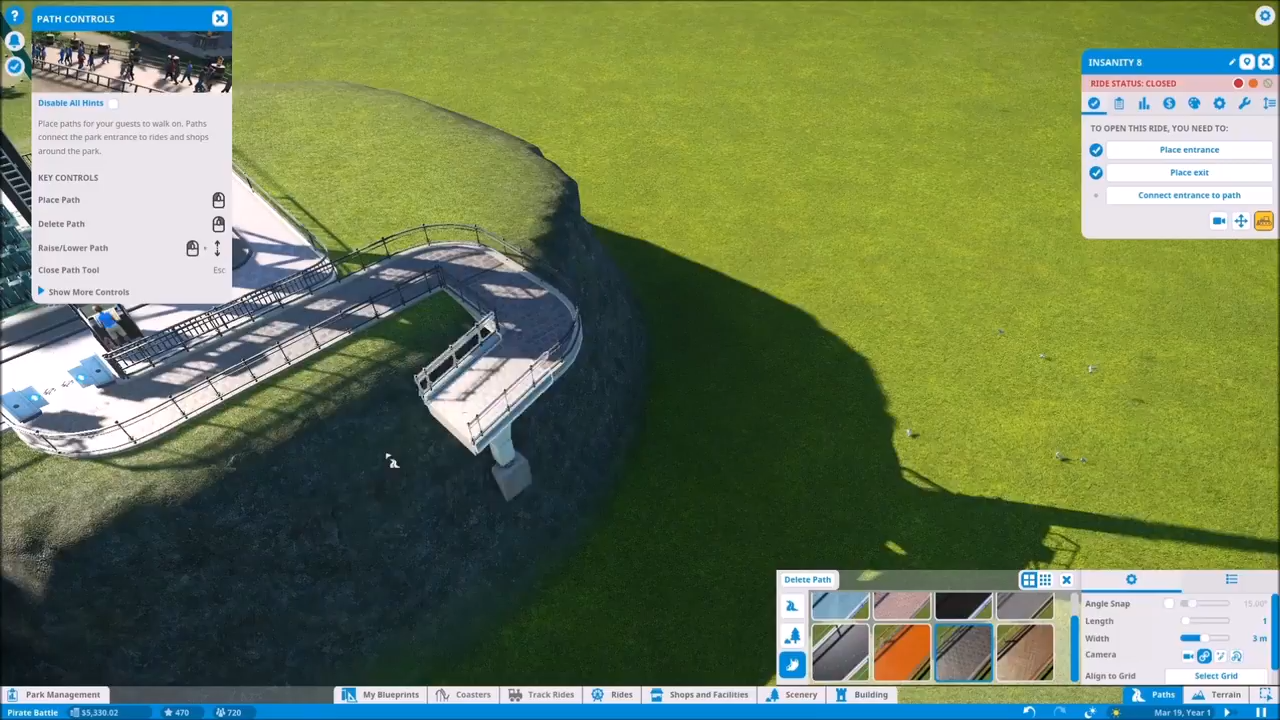 ?
PATH CONTROLS
Disable All Hints
Place paths for your guests to walk on. Paths
connect the park entrance to rides and shops
around the park.
KEY CONTROLS
Place Path
Delete Path
Raise/Lower Path
Close Path Tool Esc
Show More Controls
INSANITY 8
RIDE STATUS: CLOSED
TO OPEN THIS RIDE, YOU NEED TO:
Place entrance
Place exit
Connect entrance to path
Delete Path
Angle Snap 15.00°
Length 1
Width 3 m
Camera
Align to Grid Select Grid
Park Management My Blueprints Coasters Track Rides Rides Shops and Facilities Scenery Building Paths Terrain
Pirate Battle $5,330.02 470 720 Mar 19, Year 1